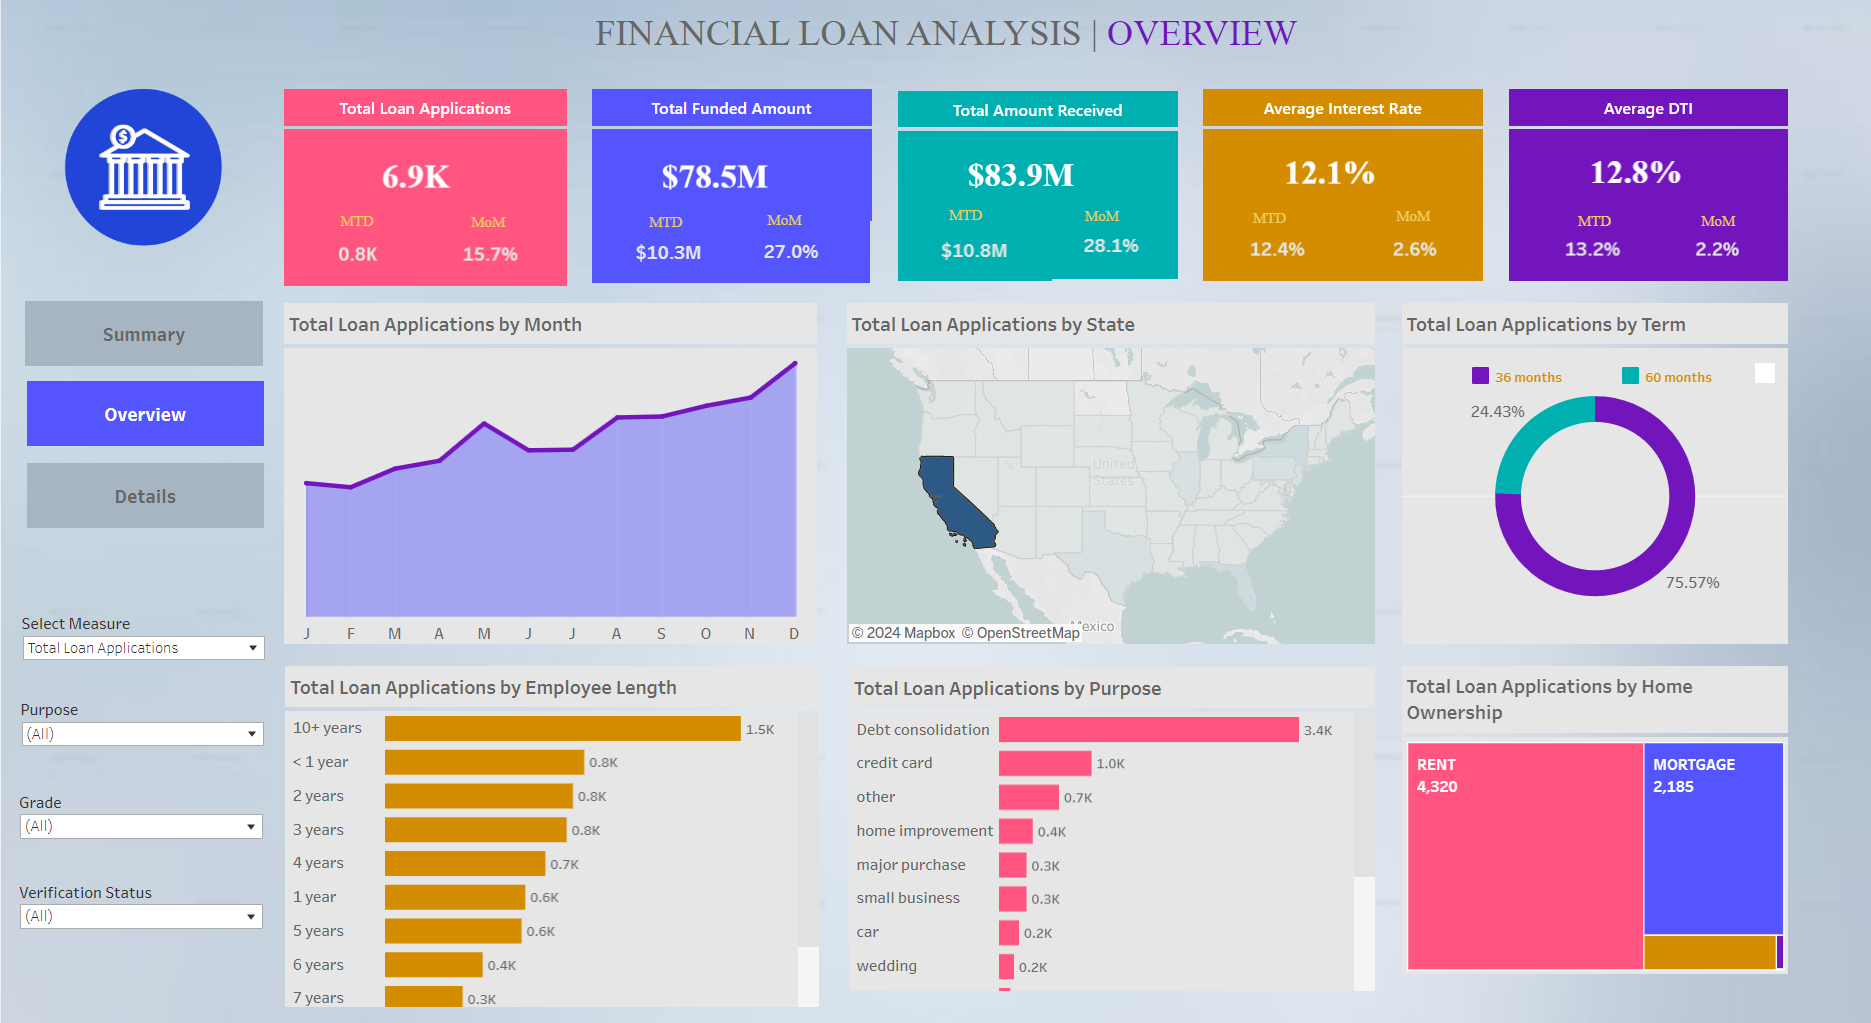 FINANCIAL LOAN ANALYSIS | OVERVIEW
$
Total Loan Applications
6.9K
MTD
MoM
0.8K
15.7%
Total Funded Amount
$78.5M
MTD
MoM
$10.3M
27.0%
Total Amount Received
$83.9M
MTD
MoM
$10.8M
28.1%
Average Interest Rate
12.1%
MTD
MoM
12.4%
2.6%
Average DTI
12.8%
MTD
MoM
13.2%
2.2%
Summary
Overview
Details
Select Measure
Total Loan Applications
Purpose
(All)
Grade
(All)
Verification Status
(All)
Total Loan Applications by Month
J F M A M J J A S O N D
Total Loan Applications by State
United
States
Mexico
© 2024 Mapbox © OpenStreetMap
Total Loan Applications by Term
36 months
60 months
24.43%
75.57%
Total Loan Applications by Employee Length
10+ years 1.5K
< 1 year 0.8K
2 years 0.8K
3 years 0.8K
4 years 0.7K
1 year 0.6K
5 years 0.6K
6 years 0.4K
7 years 0.3K
Total Loan Applications by Purpose
Debt consolidation 3.4K
credit card 1.0K
other 0.7K
home improvement 0.4K
major purchase 0.3K
small business 0.3K
car 0.2K
wedding 0.2K
Total Loan Applications by Home
Ownership
RENT
4,320
MORTGAGE
2,185